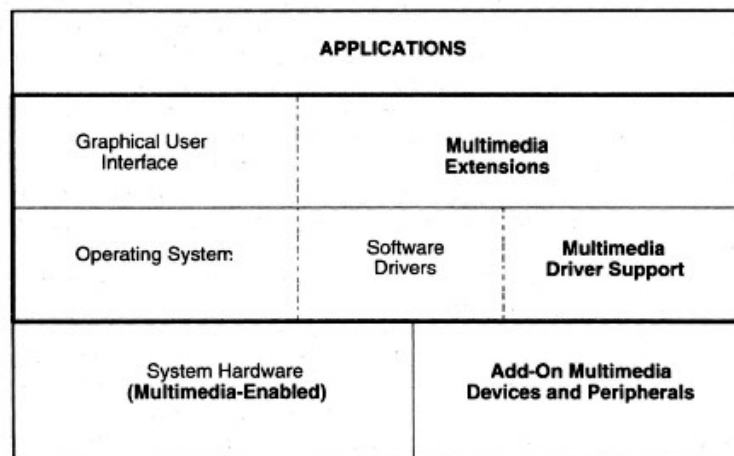 APPLICATIONS
Graphical User
Interface
Multimedia
Extensions
Operating System
Software
Drivers
Multimedia
Driver Support
System Hardware
(Multimedia-Enabled)
Add-On Multimedia
Devices and Peripherals